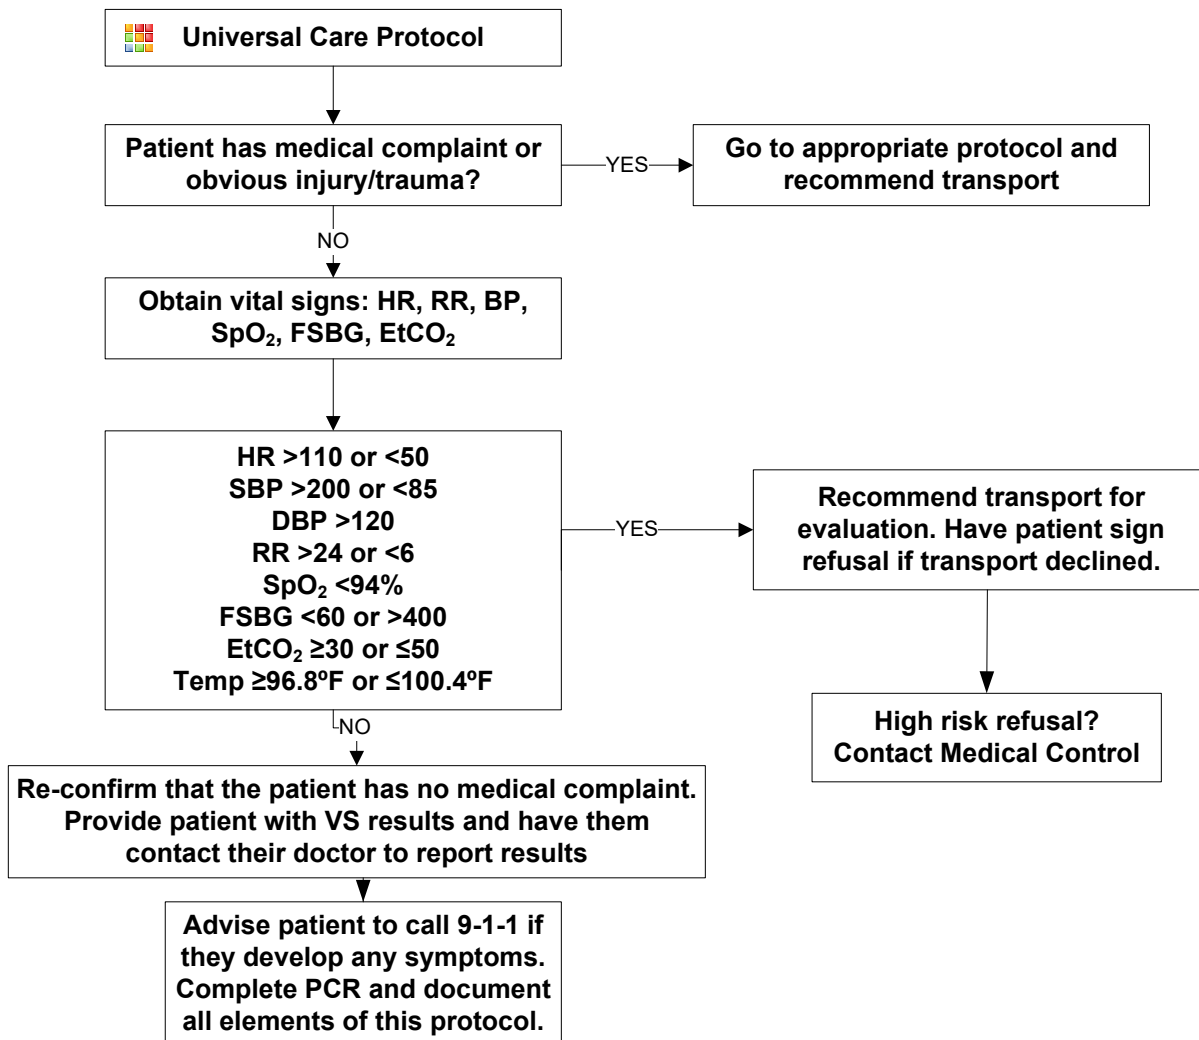 Universal Care Protocol
Patient has medical complaint or
obvious injury/trauma?
YES
Go to appropriate protocol and
recommend transport
NO
Obtain vital signs: HR, RR, BP,
SpO₂, FSBG, EtCO₂
HR >110 or <50
SBP >200 or <85
DBP >120
RR >24 or <6
SpO₂ <94%
FSBG <60 or >400
EtCO₂ ≥30 or ≤50
Temp ≥96.8ºF or ≤100.4ºF
YES
Recommend transport for
evaluation. Have patient sign
refusal if transport declined.
High risk refusal?
Contact Medical Control
NO
Re-confirm that the patient has no medical complaint.
Provide patient with VS results and have them
contact their doctor to report results
Advise patient to call 9-1-1 if
they develop any symptoms.
Complete PCR and document
all elements of this protocol.